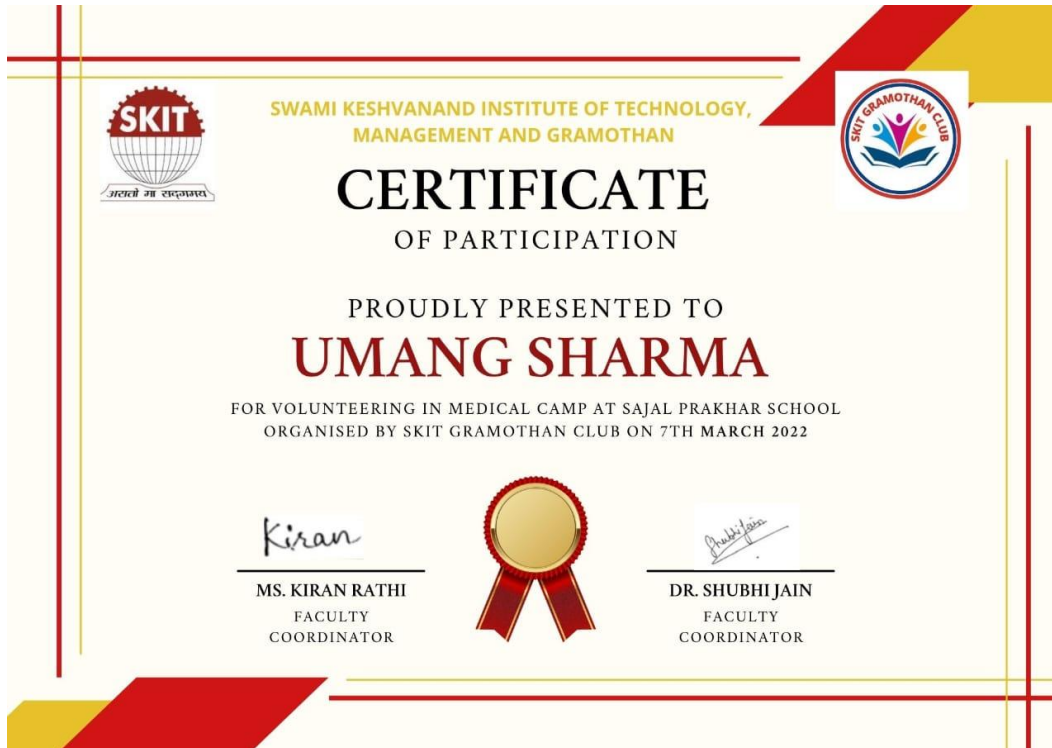 SKIT
असतो मा सद्गमय
SWAMI KESHVANAND INSTITUTE OF TECHNOLOGY,
MANAGEMENT AND GRAMOTHAN
SKIT GRAMOTHAN CLUB
CERTIFICATE
OF PARTICIPATION
PROUDLY PRESENTED TO
UMANG SHARMA
FOR VOLUNTEERING IN MEDICAL CAMP AT SAJAL PRAKHAR SCHOOL
ORGANISED BY SKIT GRAMOTHAN CLUB ON 7TH MARCH 2022
Kiran
Shubhi Jain
MS. KIRAN RATHI
DR. SHUBHI JAIN
FACULTY
COORDINATOR
FACULTY
COORDINATOR